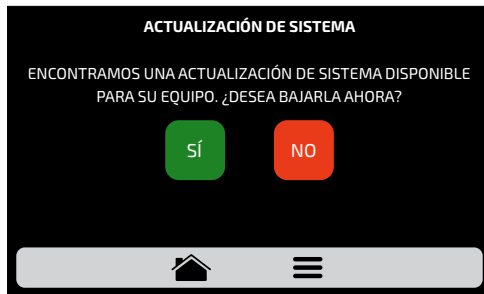 ACTUALIZACIÓN DE SISTEMA
ENCONTRAMOS UNA ACTUALIZACIÓN DE SISTEMA DISPONIBLE
PARA SU EQUIPO. ¿DESEA BAJARLA AHORA?
SÍ
NO